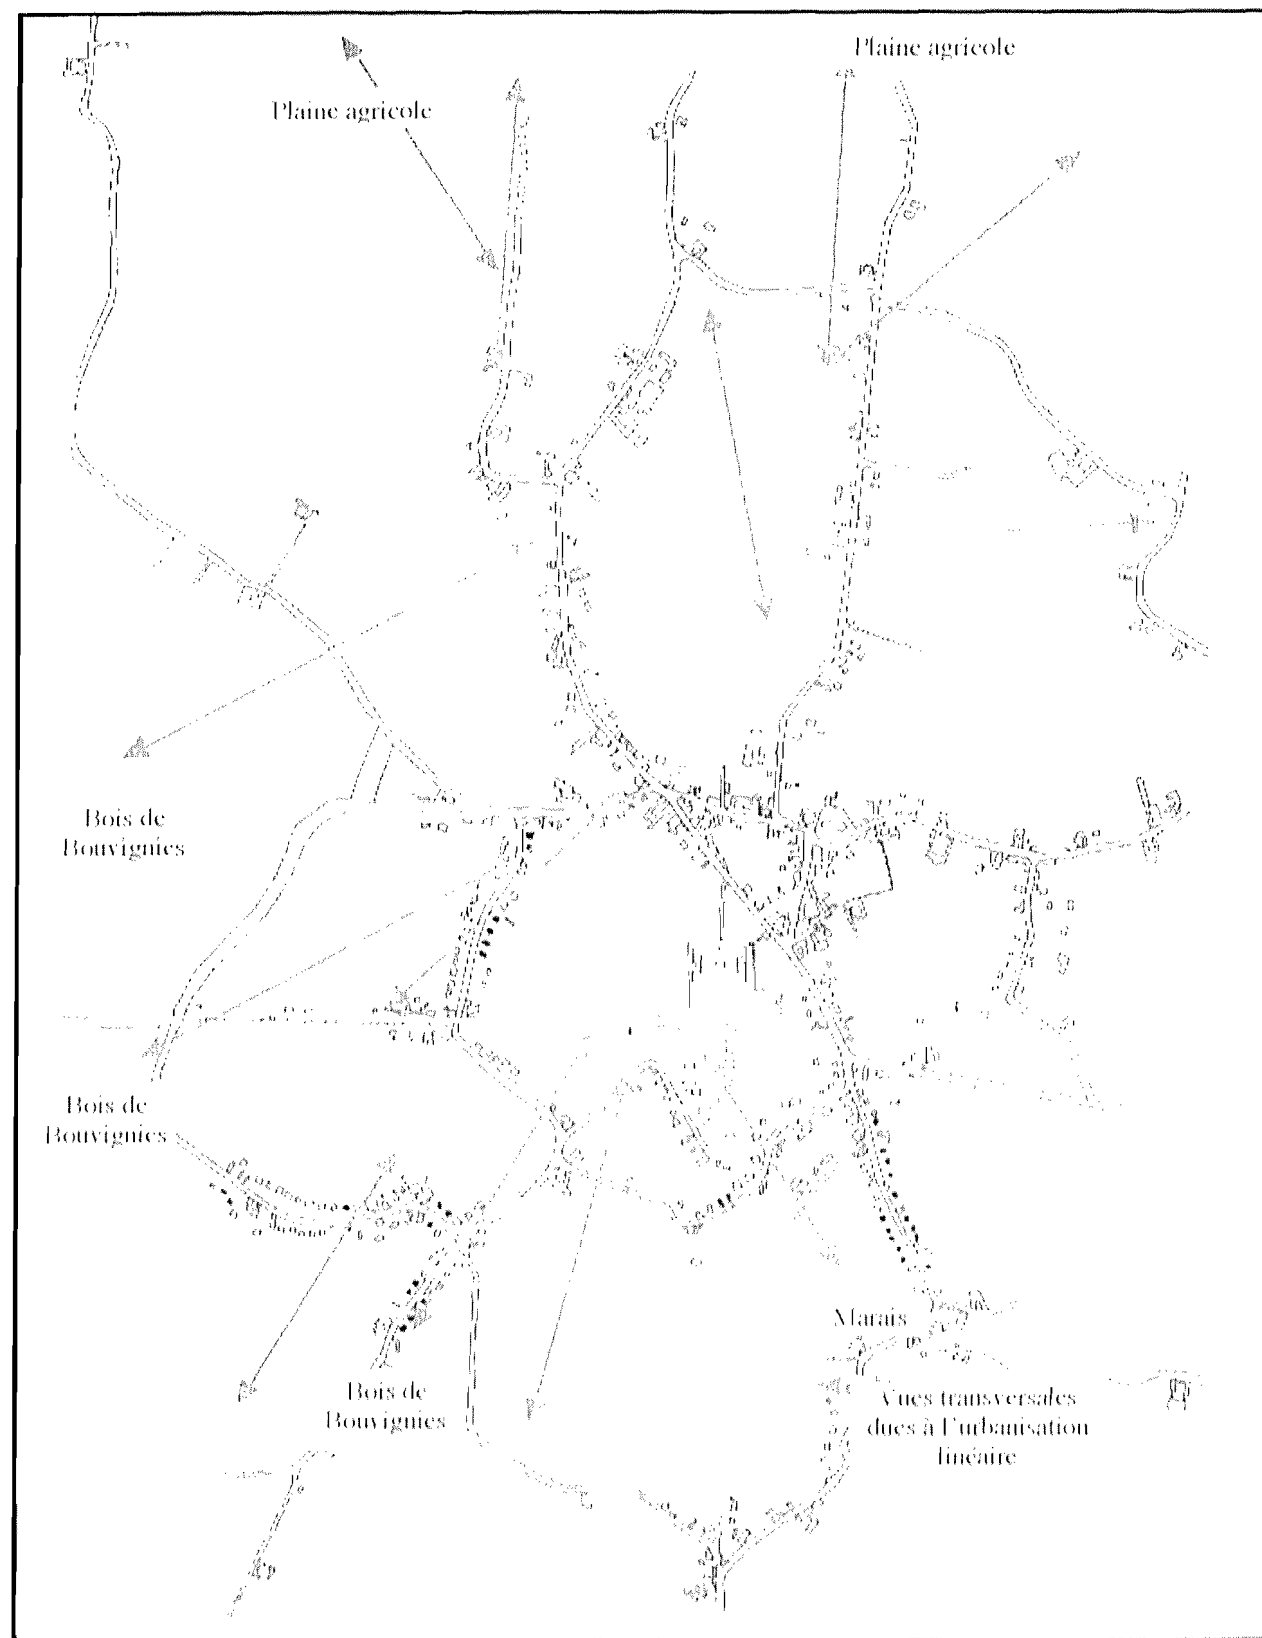 Plaine agricole
Plaine agricole
Bois de
Bouvignies
Bois de
Bouvignies
Marais
Bois de
Bouvignies
Vues transversales
dues à l'urbanisation
linéaire